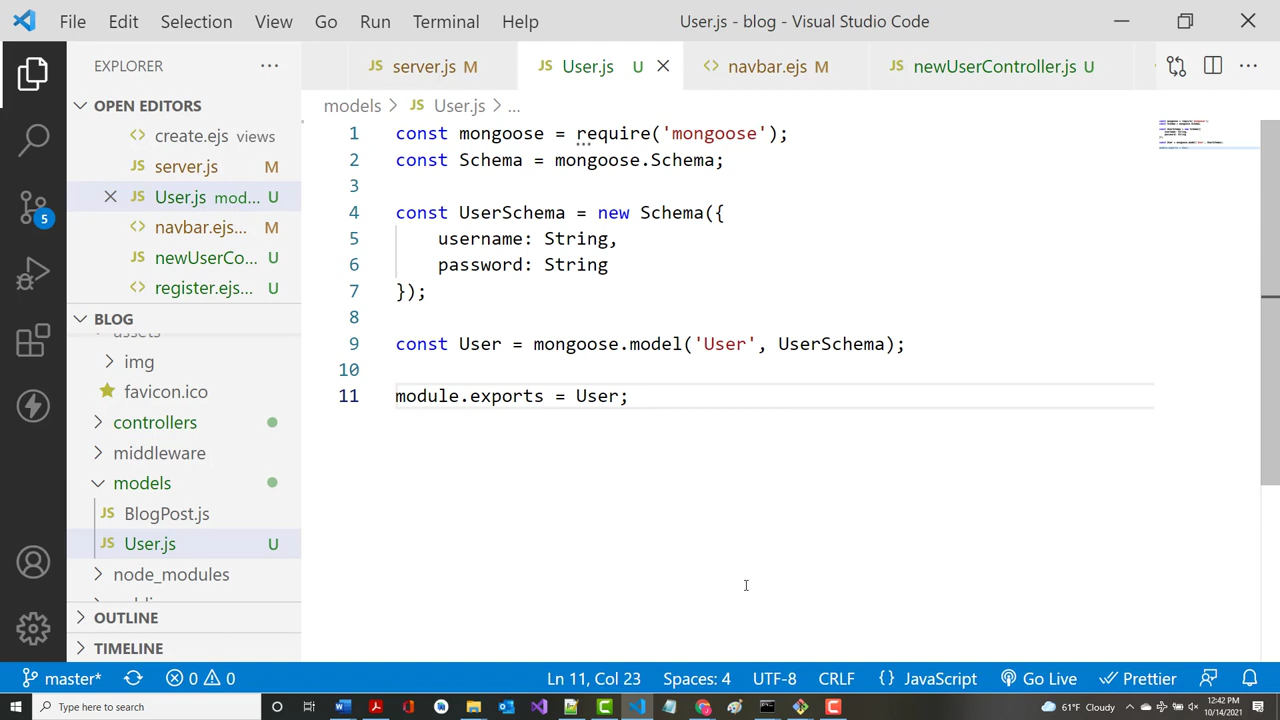 File Edit Selection View Go Run Terminal Help User.js - blog - Visual Studio Code
EXPLORER
server.js M
User.js U
navbar.ejs M
newUserController.js U
OPEN EDITORS
create.ejs views
server.js M
User.js mod... U
navbar.ejs... M
newUserCo... U
register.ejs... U
5
BLOG
assets
img
favicon.ico
controllers
middleware
models
BlogPost.js
User.js U
node_modules
OUTLINE
TIMELINE
models > JS User.js > ...
1 const mongoose = require('mongoose');
2 const Schema = mongoose.Schema;
3
4 const UserSchema = new Schema({
5 username: String,
6 password: String
7 });
8
9 const User = mongoose.model('User', UserSchema);
10
11 module.exports = User;
master* 0 0 Ln 11, Col 23 Spaces: 4 UTF-8 CRLF {} JavaScript Go Live Prettier
Type here to search 61°F Cloudy 12:42 PM
10/14/2021